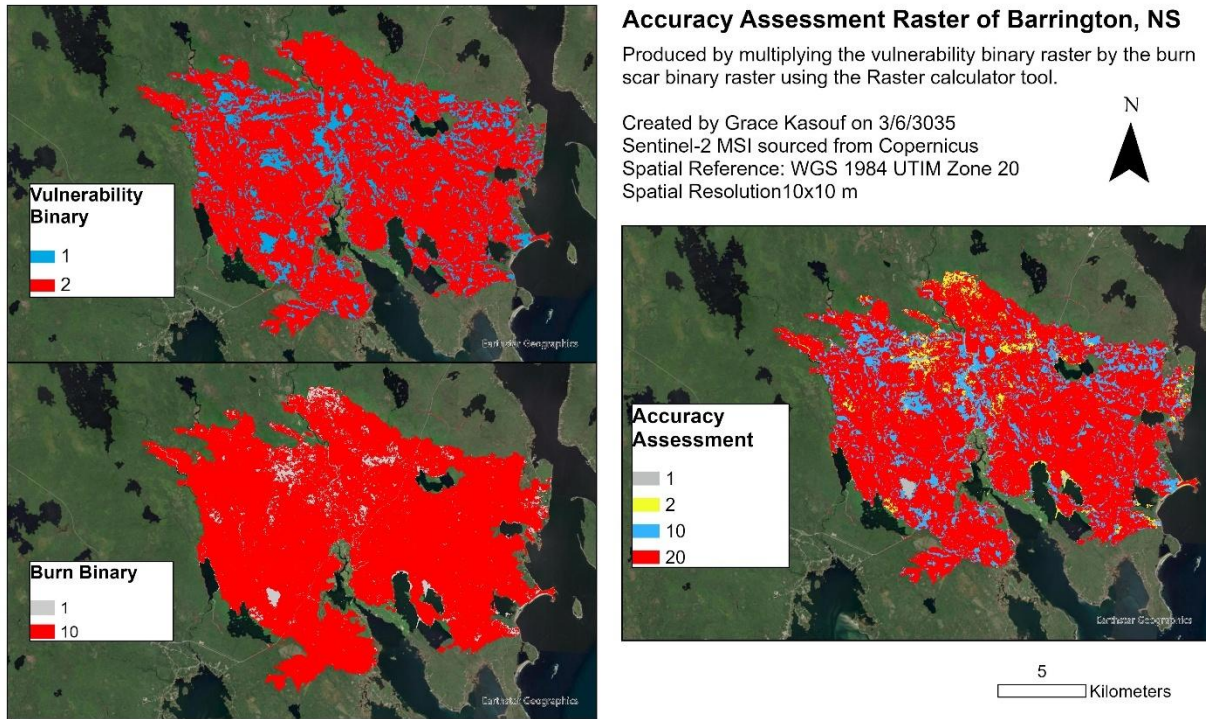 Accuracy Assessment Raster of Barrington, NS
Produced by multiplying the vulnerability binary raster by the burn
scar binary raster using the Raster calculator tool.
Created by Grace Kasouf on 3/6/3035
Sentinel-2 MSI sourced from Copernicus
Spatial Reference: WGS 1984 UTIM Zone 20
Spatial Resolution10x10 m
N
Vulnerability
Binary
1
2
Earthstar Geographics
Burn Binary
1
10
Earthstar Geographics
Accuracy
Assessment
1
2
10
20
Earthstar Geographics
5
Kilometers